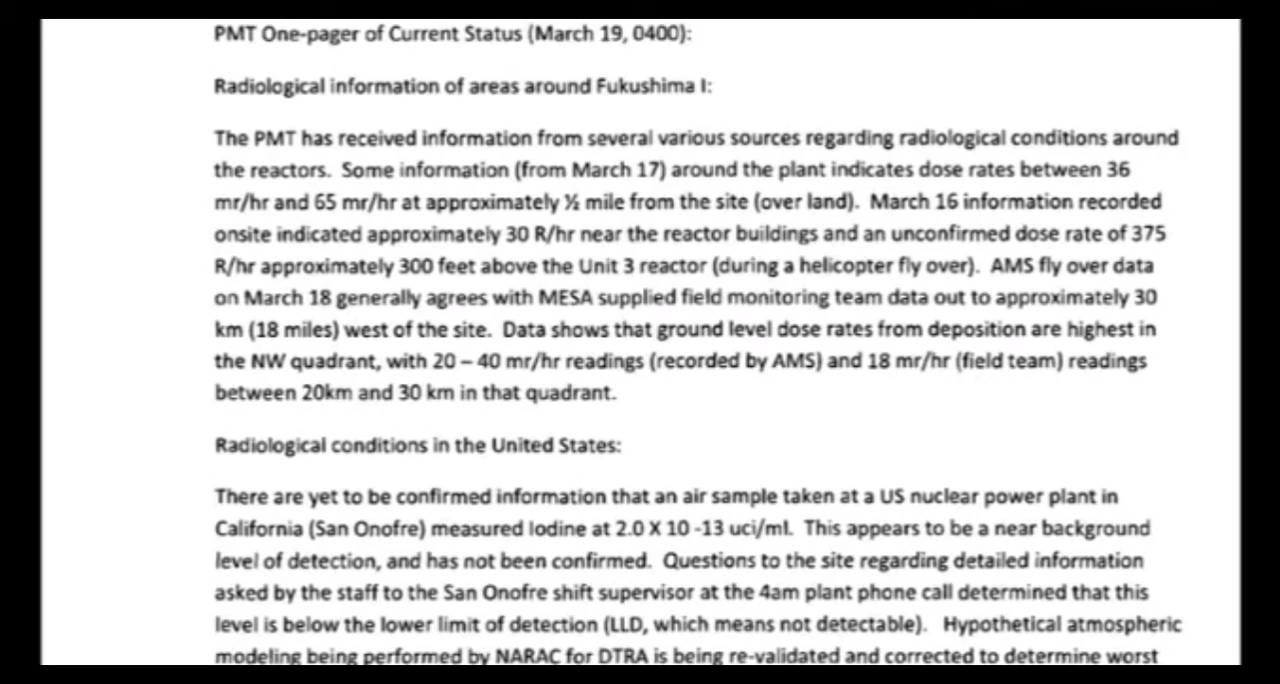 PMT One-pager of Current Status (March 19, 0400):
Radiological information of areas around Fukushima I:
The PMT has received information from several various sources regarding radiological conditions around
the reactors. Some information (from March 17) around the plant indicates dose rates between 36
mr/hr and 65 mr/hr at approximately ½ mile from the site (over land). March 16 information recorded
onsite indicated approximately 30 R/hr near the reactor buildings and an unconfirmed dose rate of 375
R/hr approximately 300 feet above the Unit 3 reactor (during a helicopter fly over). AMS fly over data
on March 18 generally agrees with MESA supplied field monitoring team data out to approximately 30
km (18 miles) west of the site. Data shows that ground level dose rates from deposition are highest in
the NW quadrant, with 20 – 40 mr/hr readings (recorded by AMS) and 18 mr/hr (field team) readings
between 20km and 30 km in that quadrant.
Radiological conditions in the United States:
There are yet to be confirmed information that an air sample taken at a US nuclear power plant in
California (San Onofre) measured Iodine at 2.0 X 10 -13 uci/ml. This appears to be a near background
level of detection, and has not been confirmed. Questions to the site regarding detailed information
asked by the staff to the San Onofre shift supervisor at the 4am plant phone call determined that this
level is below the lower limit of detection (LLD, which means not detectable). Hypothetical atmospheric
modeling being performed by NARAC for DTRA is being re-validated and corrected to determine worst